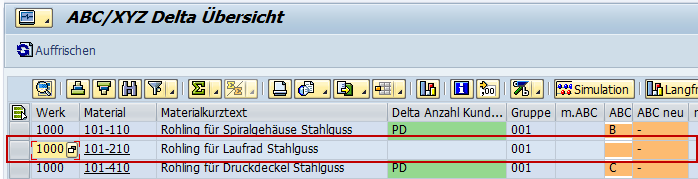 ABC/XYZ Delta Übersicht
Auffrischen
Simulation Langfr
Werk Material Materialkurztext Delta Anzahl Kund... Gruppe m.ABC ABC ABC neu
1000 101-110 Rohling für Spiralgehäuse Stahlguss PD 001 B -
1000 101-210 Rohling für Laufrad Stahlguss 001 -
1000 101-410 Rohling für Druckdeckel Stahlguss PD 001 C -